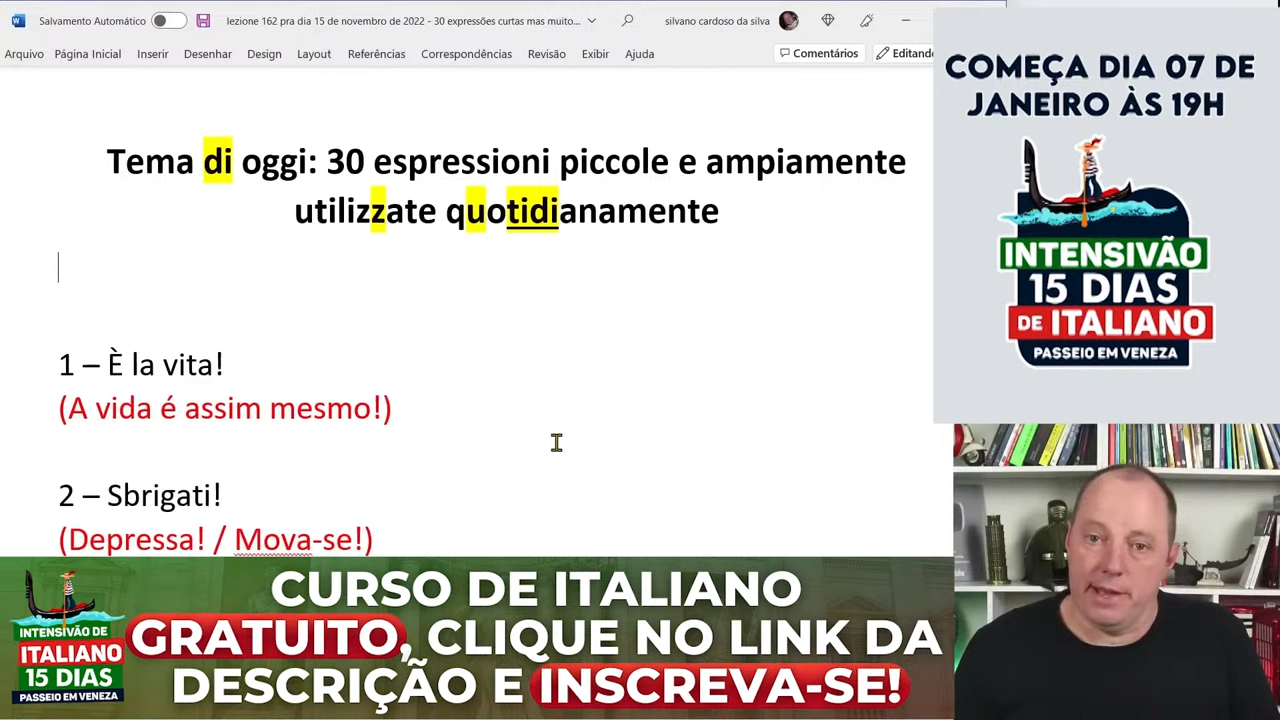 Salvamento Automático
lezione 162 pra dia 15 de novembro de 2022 - 30 expressões curtas mas muito...
silvano cardoso da silva
Arquivo Página Inicial Inserir Desenhar Design Layout Referências Correspondências Revisão Exibir Ajuda
Comentários
Editando
Tema di oggi: 30 espressioni piccole e ampiamente
utilizzate quotidianamente
1 – È la vita!
(A vida é assim mesmo!)
2 – Sbrigati!
(Depressa! / Mova-se!)
COMEÇA DIA 07 DE
JANEIRO ÀS 19H
INTENSIVÃO
15 DIAS
DE ITALIANO
PASSEIO EM VENEZA
INTENSIVÃO DE
ITALIANO
15 DIAS
PASSEIO EM VENEZA
CURSO DE ITALIANO
GRATUITO, CLIQUE NO LINK DA
DESCRIÇÃO E INSCREVA-SE!